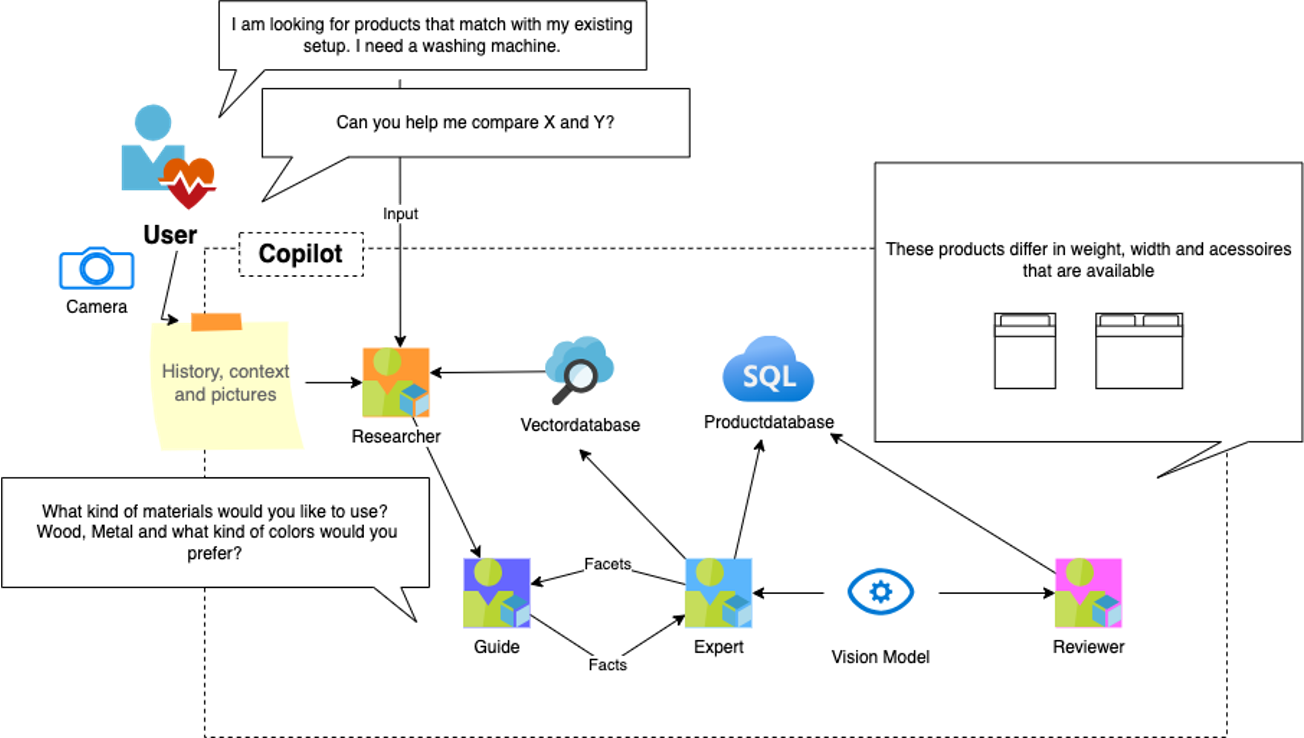 I am looking for products that match with my existing
setup. I need a washing machine.
Can you help me compare X and Y?
Input
User
Copilot
Camera
These products differ in weight, width and acessoires
that are available
History, context
and pictures
SQL
Researcher
Vectordatabase
Productdatabase
What kind of materials would you like to use?
Wood, Metal and what kind of colors would you
prefer?
Facets
Guide
Expert
Vision Model
Reviewer
Facts